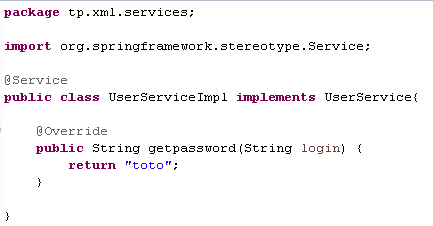 package tp.xml.services;
import org.springframework.stereotype.Service;
@Service
public class UserServiceImpl implements UserService{
@Override
public String getpassword(String login) {
return "toto";
}
}